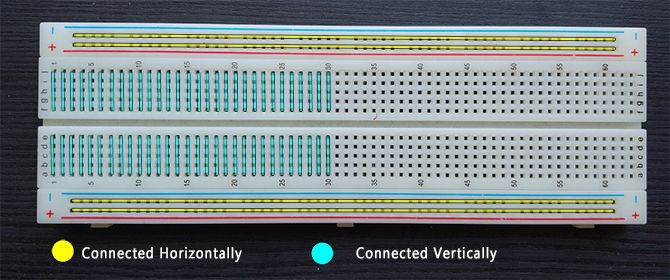 − −
+ +
1 5 10 15 20 25 30 35 40 45 50 55 60
f g h i j f g h i j
a b c d e a b c d e
1 5 10 15 20 25 30 35 40 45 50 55 60
− −
+ +
Connected Horizontally Connected Vertically